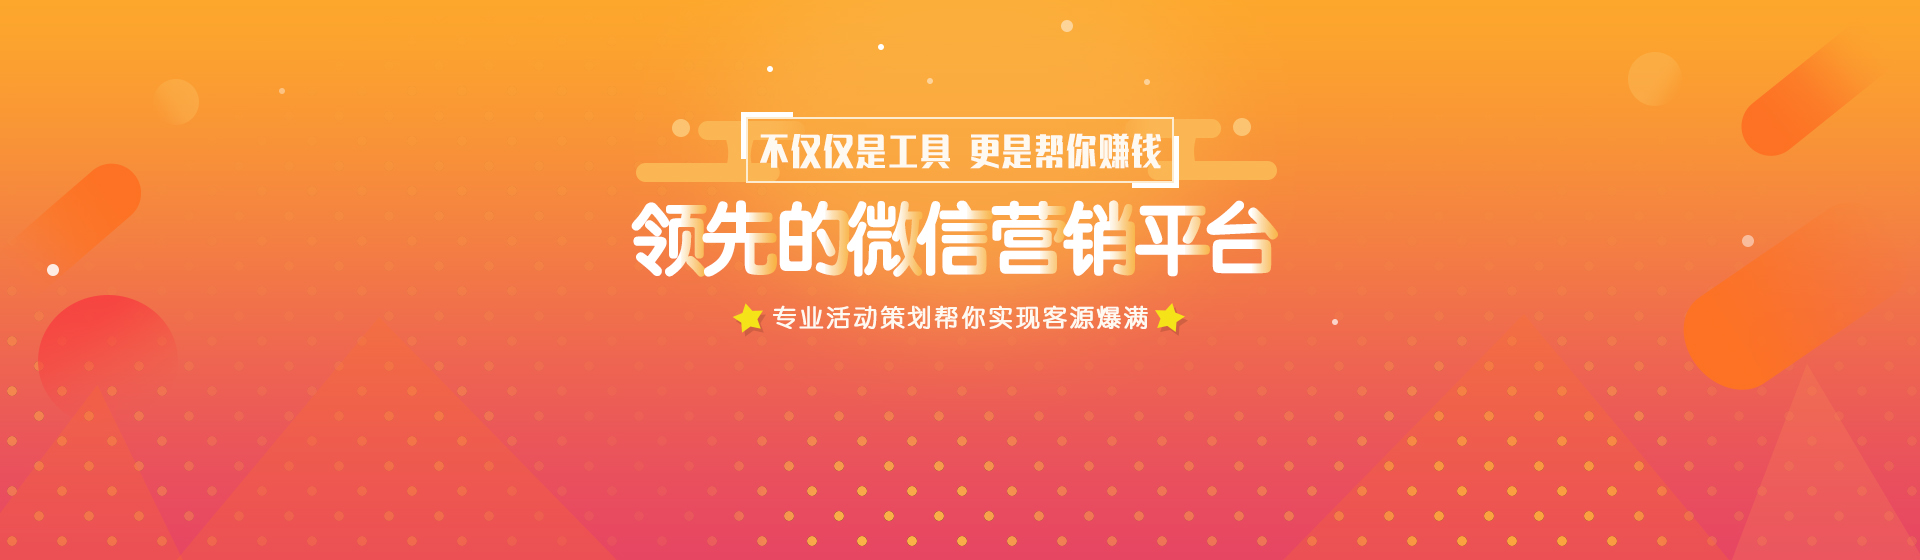 不仅仅是工具 更是帮你赚钱
领先的微信营销平台
专业活动策划帮你实现客源爆满